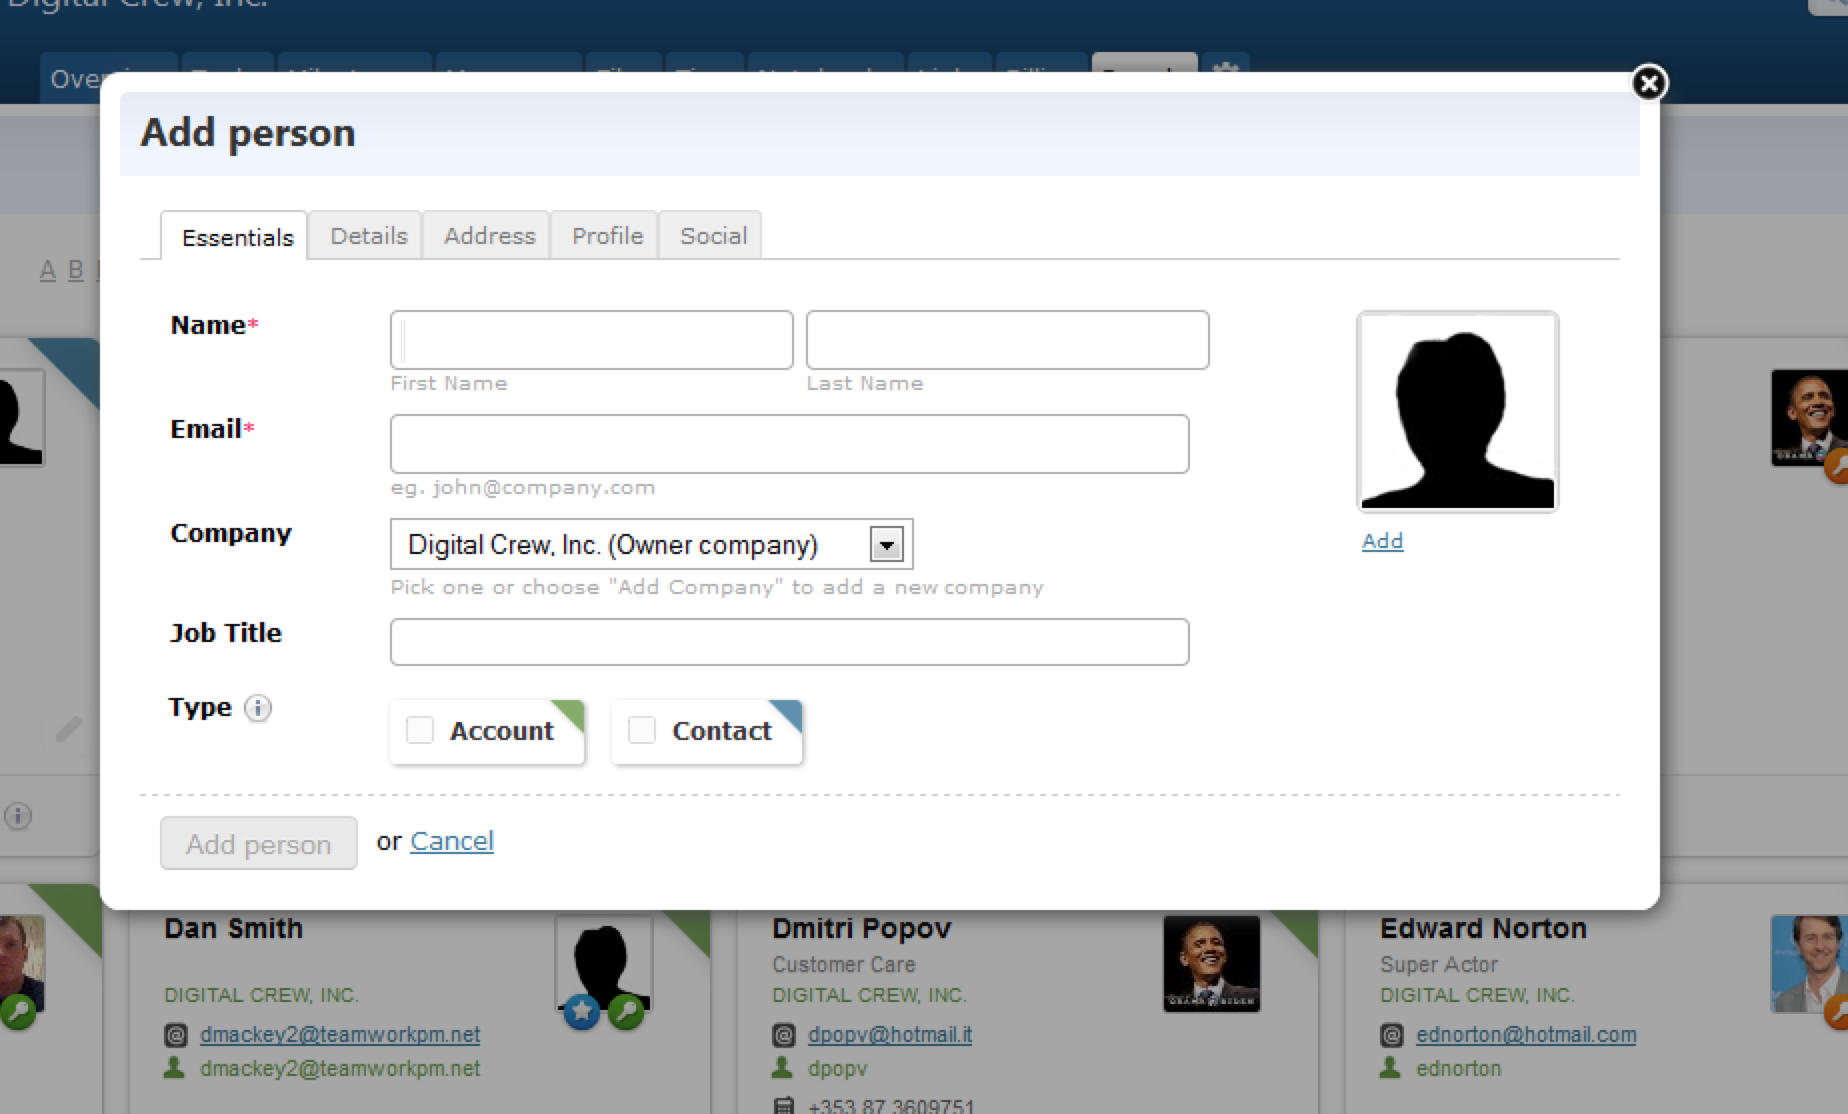 Digital Crew, Inc.
Add person
Essentials Details Address Profile Social
A B
Name*
First Name Last Name
Email*
eg. john@company.com
Company Digital Crew, Inc. (Owner company)
Pick one or choose "Add Company" to add a new company
Add
Job Title
Type Account Contact
Add person or Cancel
Dan Smith
DIGITAL CREW, INC.
dmackey2@teamworkpm.net
dmackey2@teamworkpm.net
Dmitri Popov
Customer Care
DIGITAL CREW, INC.
dpopv@hotmail.it
dpopv
+353 87 3609751
Edward Norton
Super Actor
DIGITAL CREW, INC.
ednorton@hotmail.com
ednorton